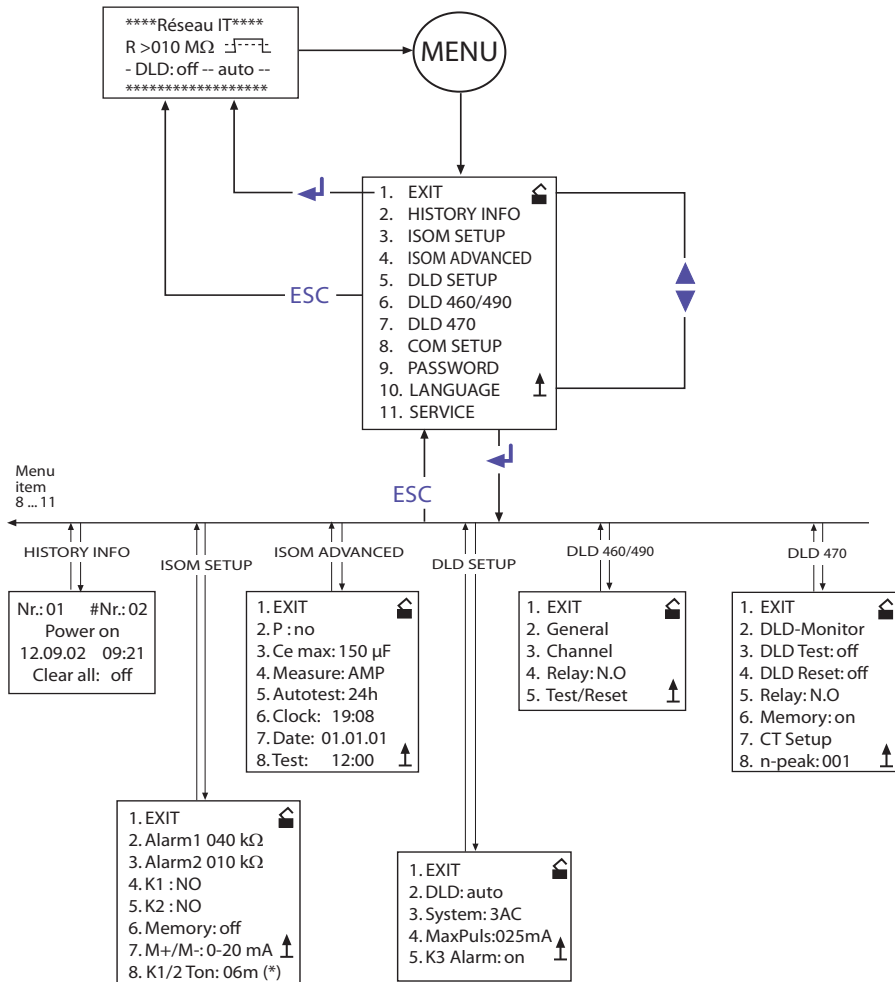 ****Réseau IT****
R >010 MΩ
- DLD: off -- auto --
******************
MENU
1. EXIT
2. HISTORY INFO
3. ISOM SETUP
4. ISOM ADVANCED
5. DLD SETUP
6. DLD 460/490
7. DLD 470
8. COM SETUP
9. PASSWORD
10. LANGUAGE
11. SERVICE
ESC
ESC
Menu
item
8 ... 11
HISTORY INFO
ISOM SETUP
ISOM ADVANCED
DLD SETUP
DLD 460/490
DLD 470
Nr.: 01 #Nr.: 02
Power on
12.09.02 09:21
Clear all: off
1. EXIT
2. P : no
3. Ce max: 150 µF
4. Measure: AMP
5. Autotest: 24h
6. Clock: 19:08
7. Date: 01.01.01
8. Test: 12:00
1. EXIT
2. General
3. Channel
4. Relay: N.O
5. Test/Reset
1. EXIT
2. DLD-Monitor
3. DLD Test: off
4. DLD Reset: off
5. Relay: N.O
6. Memory: on
7. CT Setup
8. n-peak: 001
1. EXIT
2. Alarm1 040 kΩ
3. Alarm2 010 kΩ
4. K1 : NO
5. K2 : NO
6. Memory: off
7. M+/M-: 0-20 mA
8. K1/2 Ton: 06m (*)
1. EXIT
2. DLD: auto
3. System: 3AC
4. MaxPuls:025mA
5. K3 Alarm: on